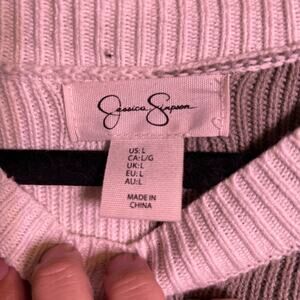 Jessica Simpson
US: L
CA: L/G
UK: L
EU: L
AU: L
MADE IN
CHINA